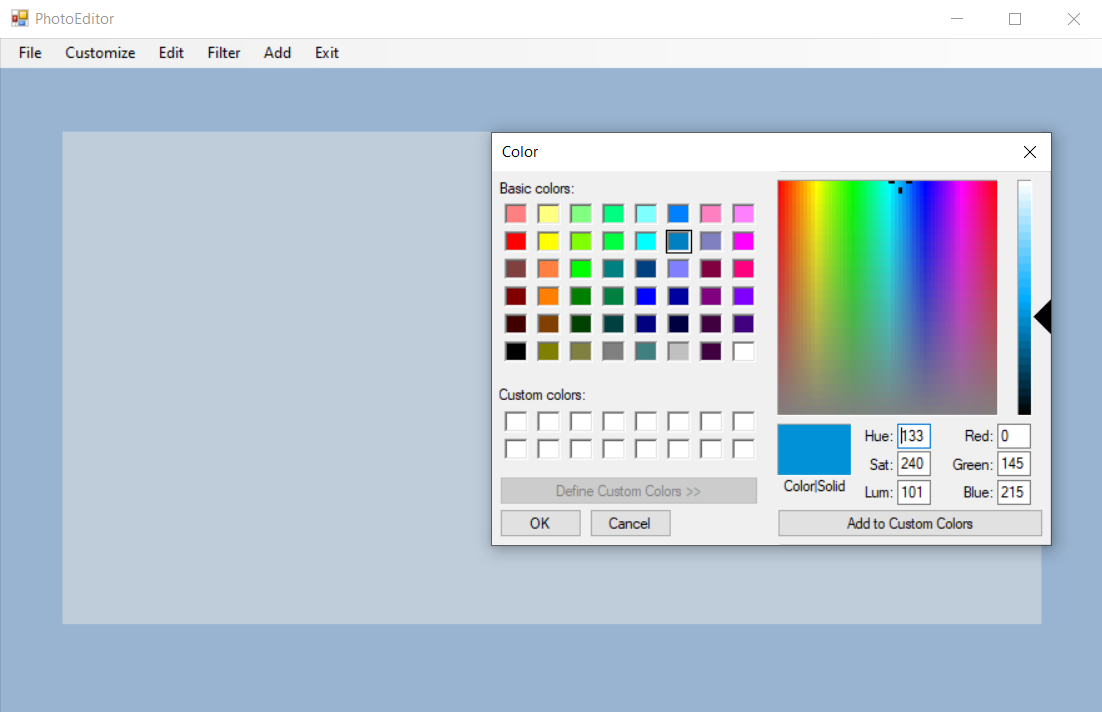 PhotoEditor
File Customize Edit Filter Add Exit
Color
Basic colors:
Custom colors:
Define Custom Colors >>
OK Cancel
Color|Solid
Hue: 133 Red: 0
Sat: 240 Green: 145
Lum: 101 Blue: 215
Add to Custom Colors